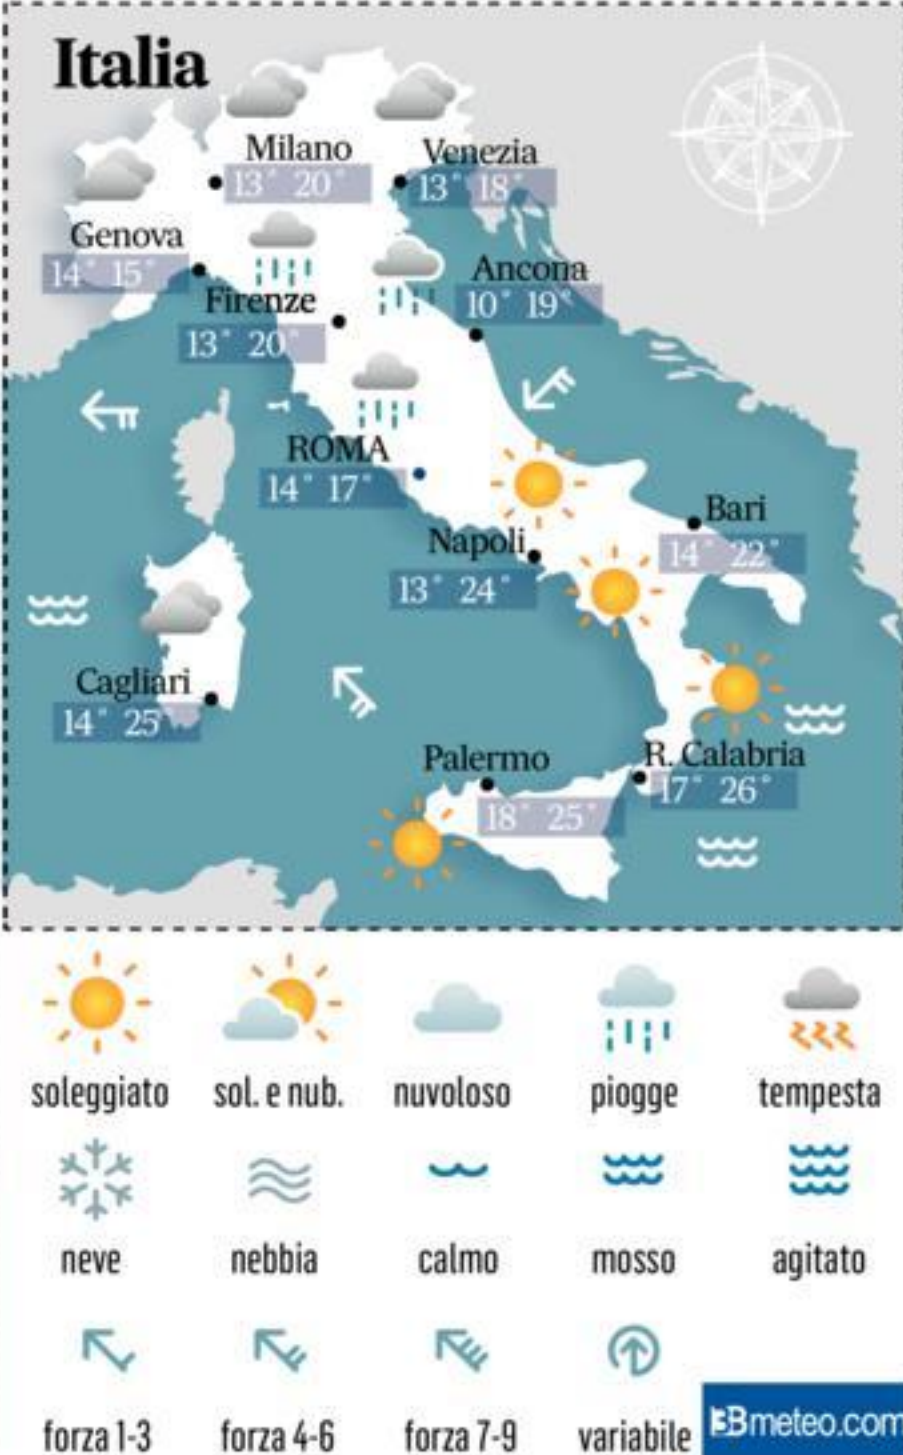 Italia
Milano
13° 20°
Venezia
13° 18°
Genova
14° 15°
Ancona
10° 19°
Firenze
13° 20°
ROMA
14° 17°
Bari
14° 22°
Napoli
13° 24°
Cagliari
14° 25°
Palermo
18° 25°
R. Calabria
17° 26°
soleggiato
sol. e nub.
nuvoloso
piogge
tempesta
neve
nebbia
calmo
mosso
agitato
forza 1-3
forza 4-6
forza 7-9
variabile
3Bmeteo.com